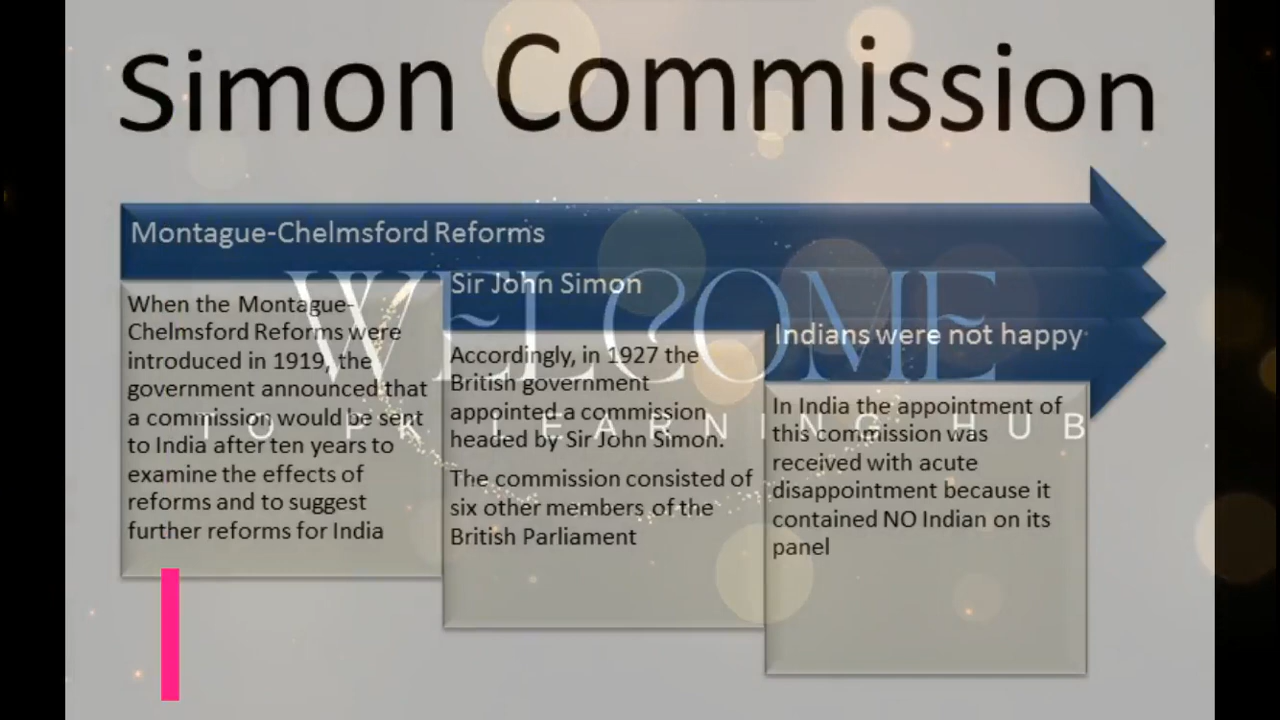 Simon Commission
Montague-Chelmsford Reforms
When the Montague-
Chelmsford Reforms were
introduced in 1919, the
government announced that
a commission would be sent
to India after ten years to
examine the effects of
reforms and to suggest
further reforms for India
Sir John Simon
Accordingly, in 1927 the
British government
appointed a commission
headed by Sir John Simon.
The commission consisted of
six other members of the
British Parliament
Indians were not happy
In India the appointment of
this commission was
received with acute
disappointment because it
contained NO Indian on its
panel
WELCOME
TO PK LEARNING HUB